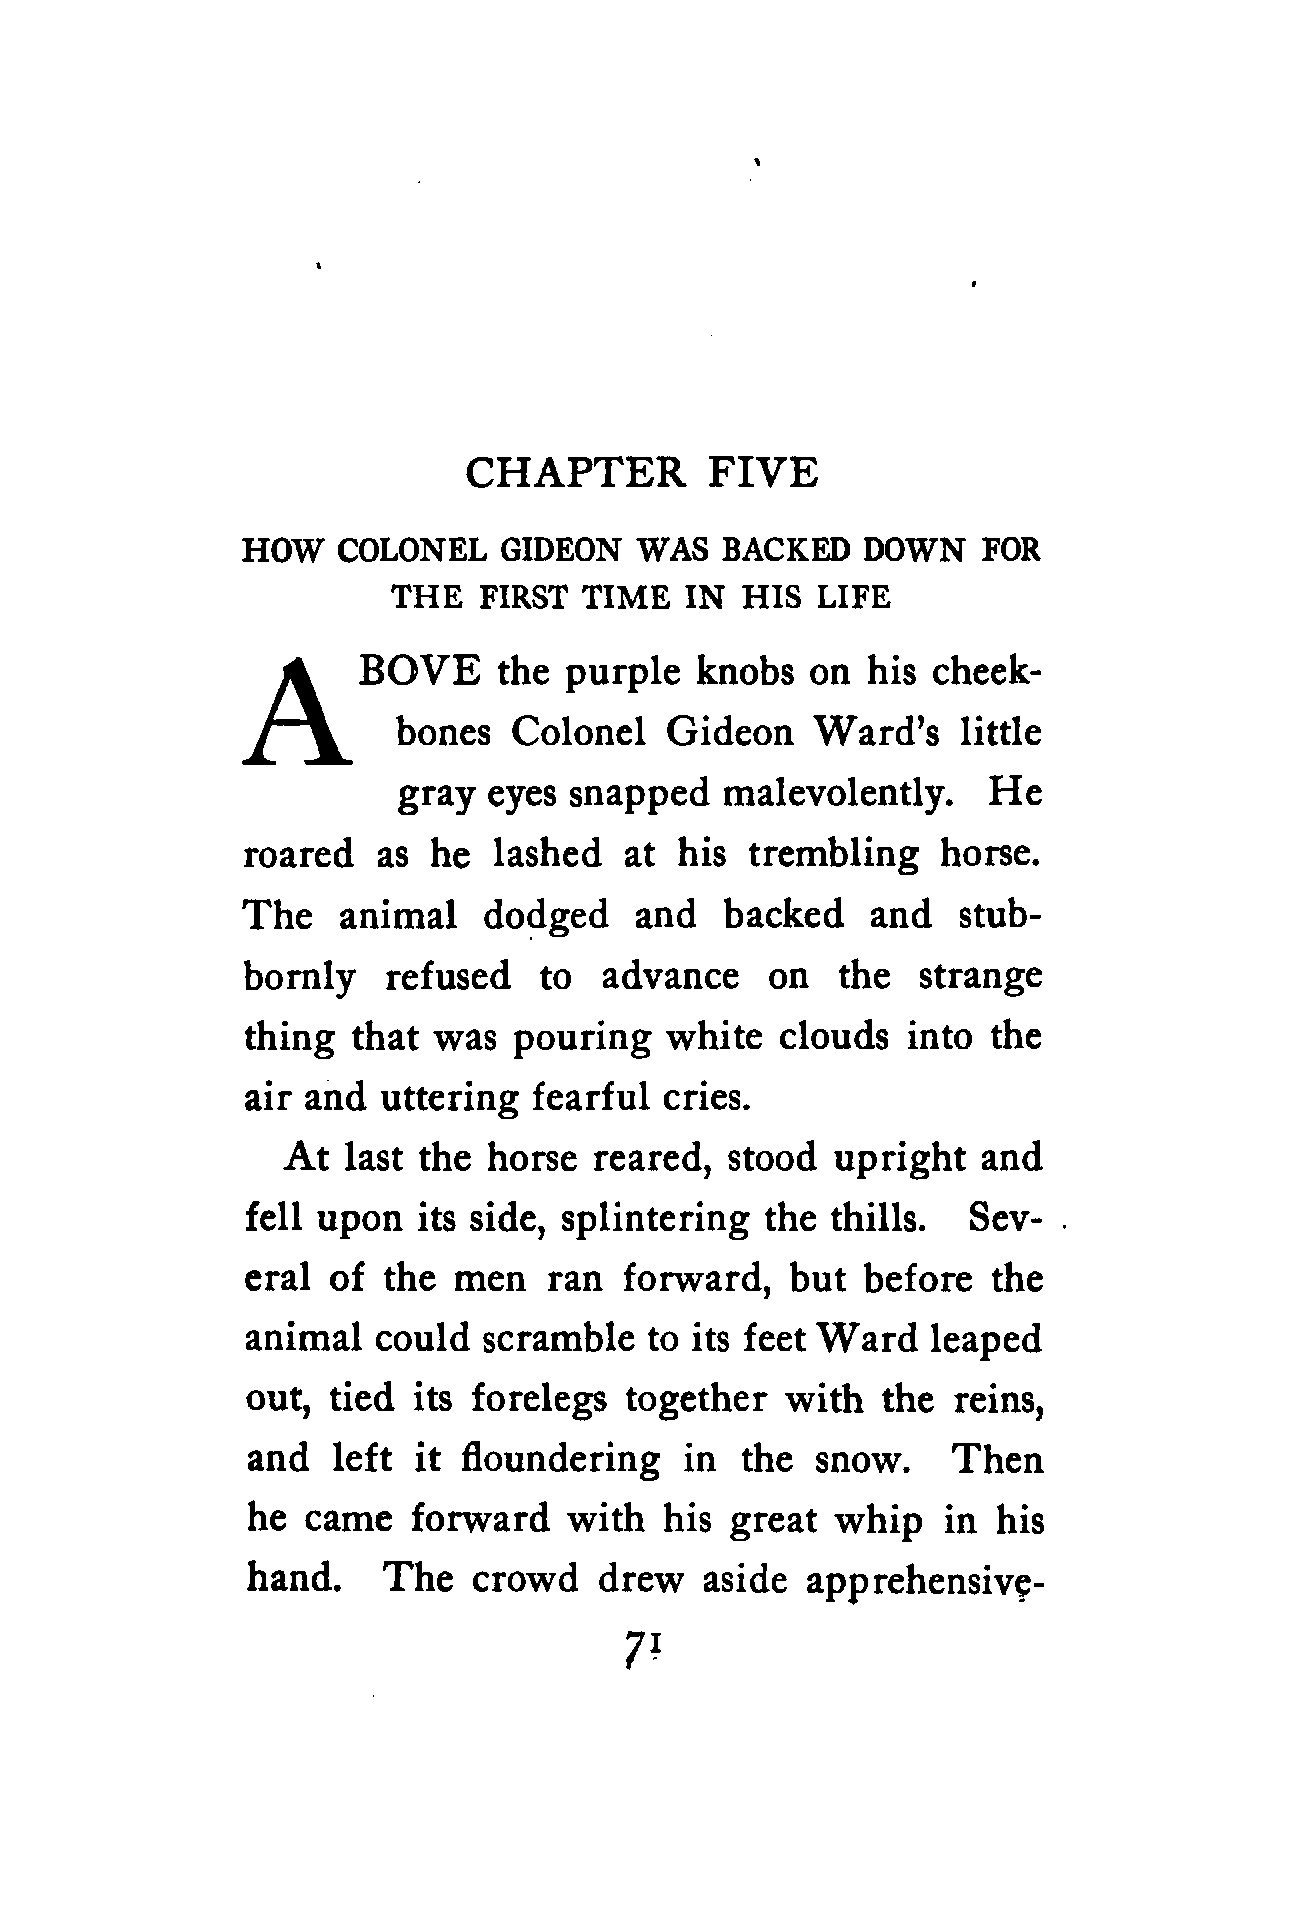 CHAPTER FIVE
HOW COLONEL GIDEON WAS BACKED DOWN FOR
THE FIRST TIME IN HIS LIFE
ABOVE the purple knobs on his cheek-
bones Colonel Gideon Ward's little
gray eyes snapped malevolently. He
roared as he lashed at his trembling horse.
The animal dodged and backed and stub-
bornly refused to advance on the strange
thing that was pouring white clouds into the
air and uttering fearful cries.
At last the horse reared, stood upright and
fell upon its side, splintering the thills. Sev-
eral of the men ran forward, but before the
animal could scramble to its feet Ward leaped
out, tied its forelegs together with the reins,
and left it floundering in the snow. Then
he came forward with his great whip in his
hand. The crowd drew aside apprehensive-
71